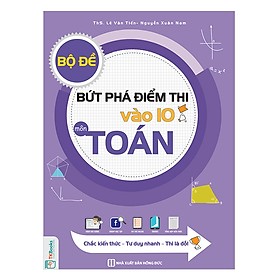 ThS. Lê Văn Tiến - Nguyễn Xuân Nam
BỘ ĐỀ
BỨT PHÁ ĐIỂM THI
vào 10
môn TOÁN
Chắc kiến thức - Tư duy nhanh - Thi là đỗ!
NHÀ XUẤT BẢN HỒNG ĐỨC